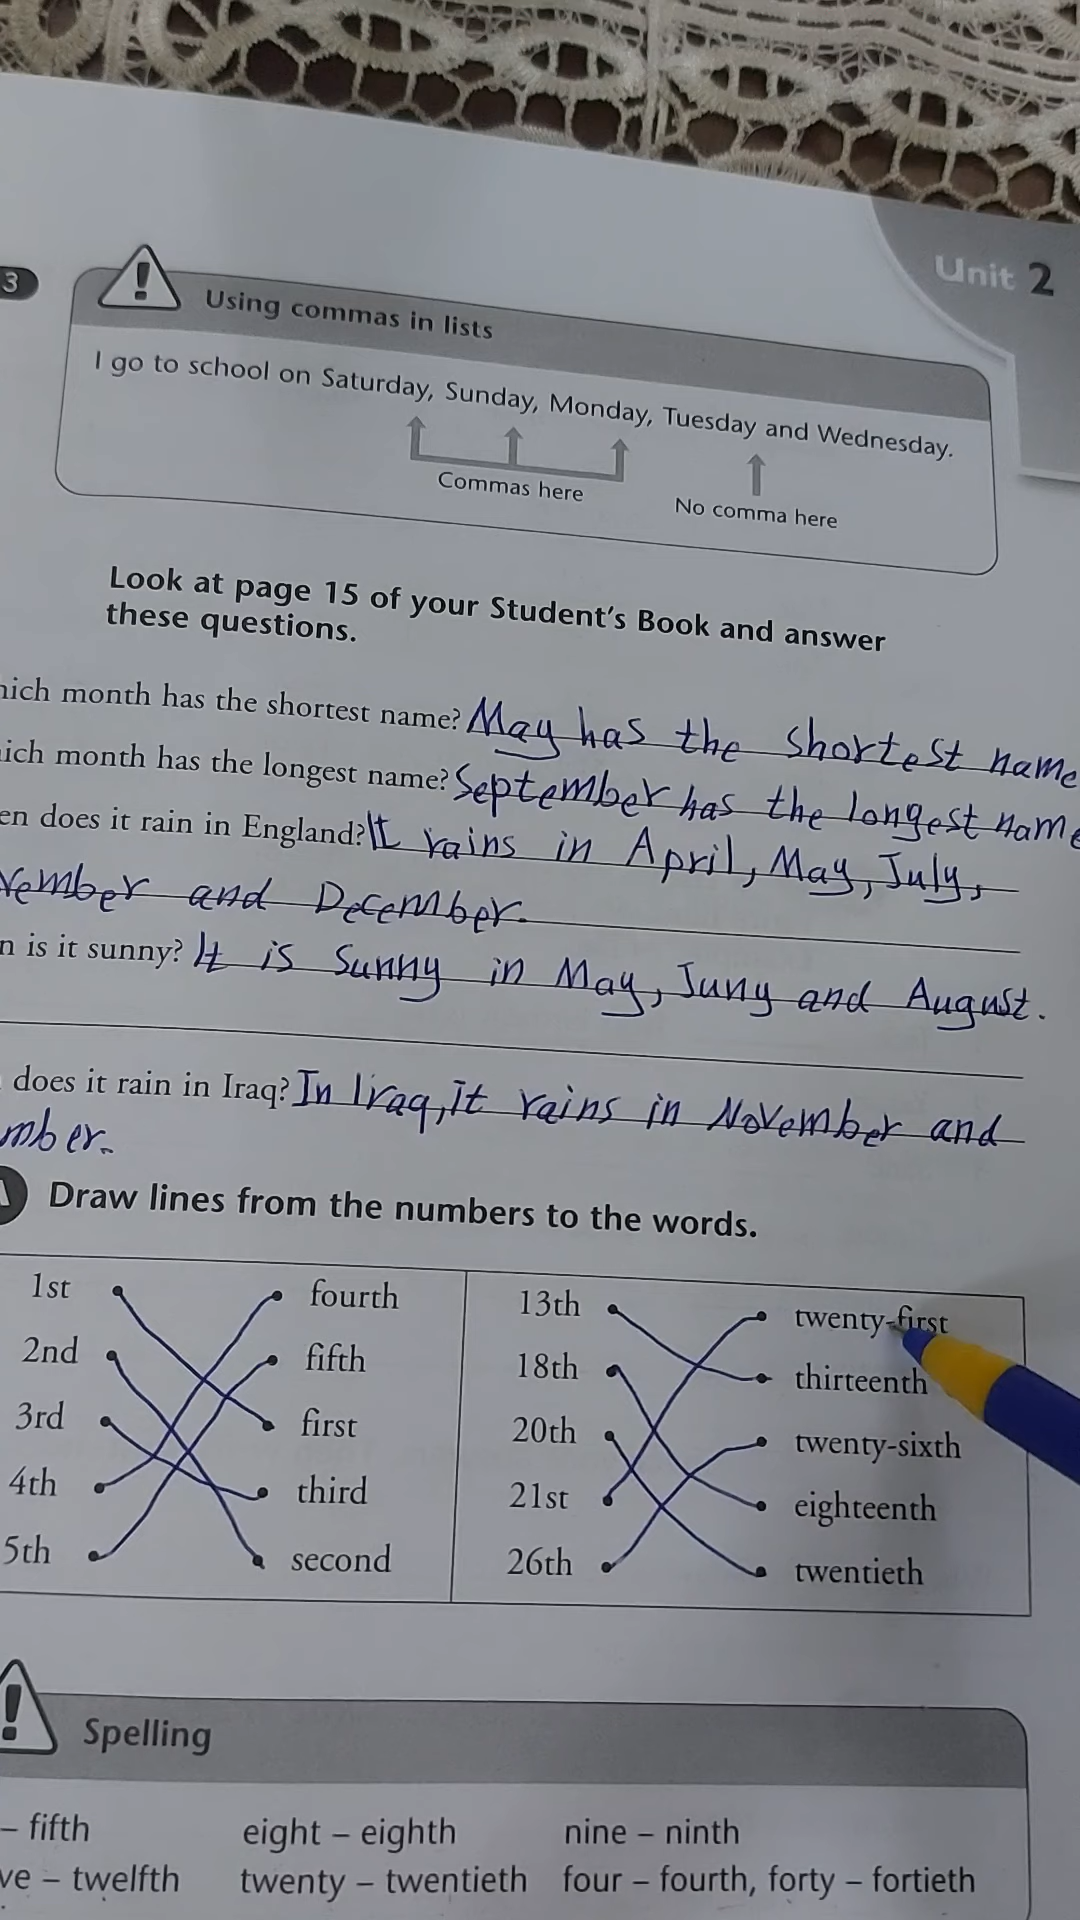 Unit 2
3
Using commas in lists
I go to school on Saturday, Sunday, Monday, Tuesday and Wednesday.
Commas here
No comma here
Look at page 15 of your Student's Book and answer
these questions.
hich month has the shortest name? May has the shortest name
ich month has the longest name? September has the longest name
en does it rain in England? It rains in April, May, July,
vember and December.
n is it sunny? It is sunny in May, Juny and August.
does it rain in Iraq? In Iraq, it rains in November and
mber.
A Draw lines from the numbers to the words.
1st fourth 13th twenty-first
2nd fifth 18th thirteenth
3rd first 20th twenty-sixth
4th third 21st eighteenth
5th second 26th twentieth
Spelling
– fifth eight – eighth nine – ninth
ve – twelfth twenty – twentieth four – fourth, forty – fortieth